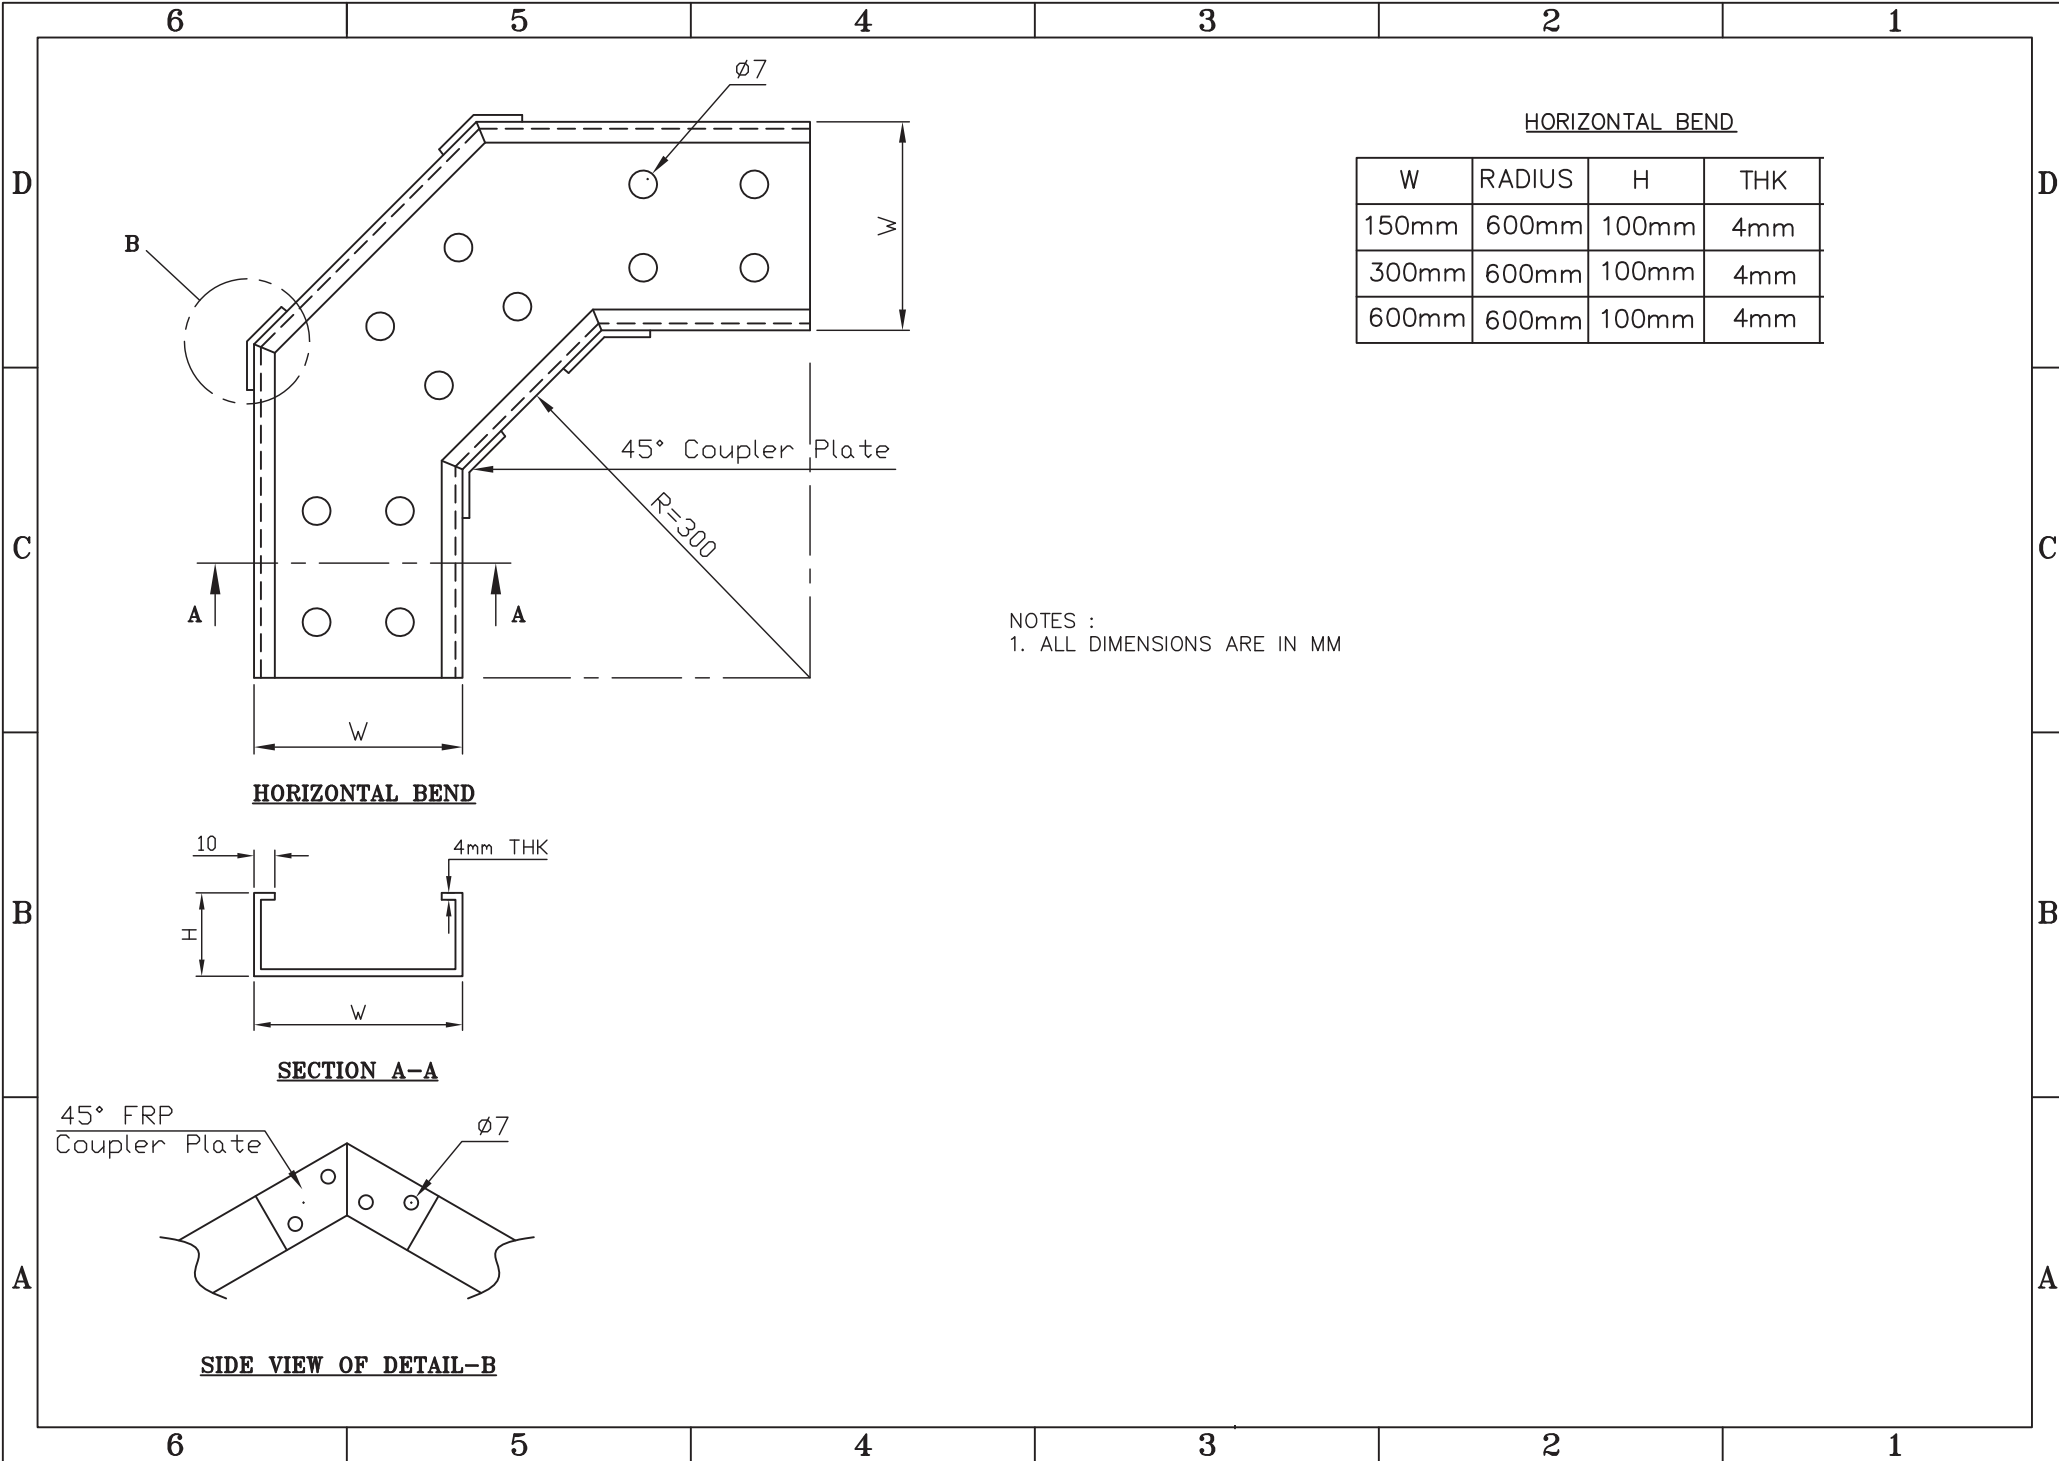 6 5 4 3 2 1
D
D
C
C
B
B
A
A
ø7
B
W
45° Coupler Plate
R=300
A A
W
HORIZONTAL BEND
HORIZONTAL BEND
W RADIUS H THK
150mm 600mm 100mm 4mm
300mm 600mm 100mm 4mm
600mm 600mm 100mm 4mm
NOTES :
1. ALL DIMENSIONS ARE IN MM
10
4mm THK
H
W
SECTION A-A
45° FRP
Coupler Plate
ø7
SIDE VIEW OF DETAIL-B
6 5 4 3 2 1